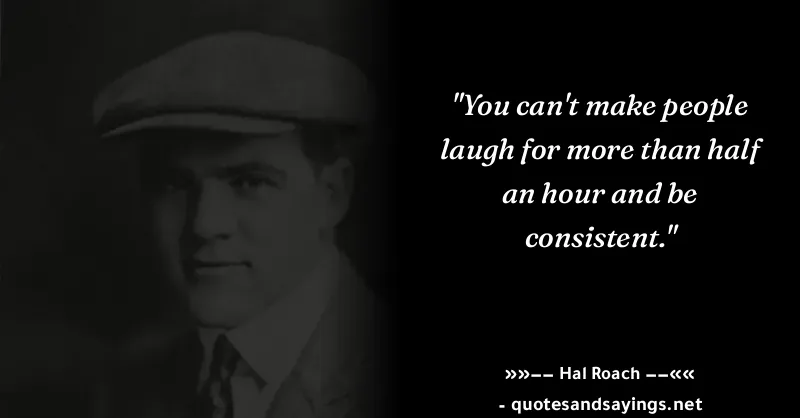 "You can't make people
laugh for more than half
an hour and be
consistent."
»»−− Hal Roach −−««
- quotesandsayings.net